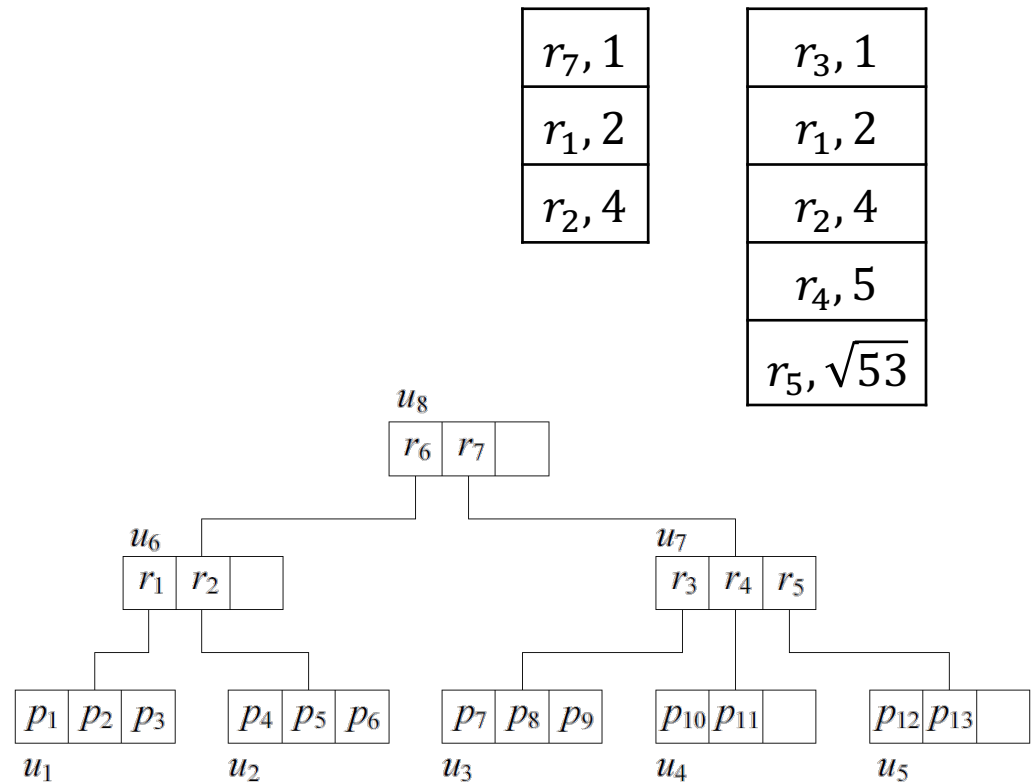 r₇, 1
r₁, 2
r₂, 4
r₃, 1
r₁, 2
r₂, 4
r₄, 5
r₅, √53
u₈
r₆ r₇
u₆
r₁ r₂
u₇
r₃ r₄ r₅
p₁ p₂ p₃
p₄ p₅ p₆
p₇ p₈ p₉
p₁₀ p₁₁
p₁₂ p₁₃
u₁ u₂ u₃ u₄ u₅